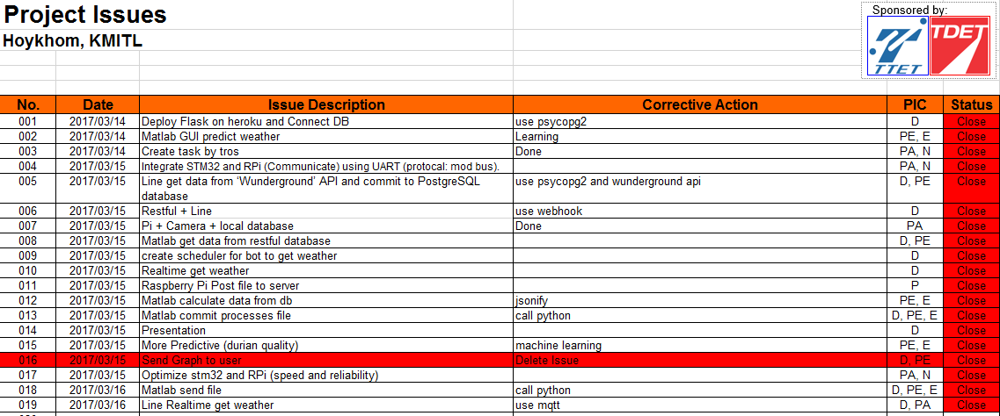 Project Issues
Sponsored by:
Hoykhom, KMITL
TTET
TDET
No. Date Issue Description Corrective Action PIC Status
001 2017/03/14 Deploy Flask on heroku and Connect DB use psycopg2 D Close
002 2017/03/14 Matlab GUI predict weather Learning PE, E Close
003 2017/03/14 Create task by tros Done PA, N Close
004 2017/03/15 Integrate STM32 and RPi (Communicate) using UART (protocal: mod bus). PA, N Close
005 2017/03/15 Line get data from ‘Wunderground’ API and commit to PostgreSQL use psycopg2 and wunderground api D, PE Close
database
006 2017/03/15 Restful + Line use webhook D Close
007 2017/03/15 Pi + Camera + local database Done PA Close
008 2017/03/15 Matlab get data from restful database D, PE Close
009 2017/03/15 create scheduler for bot to get weather D Close
010 2017/03/15 Realtime get weather D Close
011 2017/03/15 Raspberry Pi Post file to server P Close
012 2017/03/15 Matlab calculate data from db jsonify PE, E Close
013 2017/03/15 Matlab commit processes file call python D, PE, E Close
014 2017/03/15 Presentation D Close
015 2017/03/15 More Predictive (durian quality) machine learning PE, E Close
016 2017/03/15 Send Graph to user Delete Issue D, PE Close
017 2017/03/15 Optimize stm32 and RPi (speed and reliability) PA, N Close
018 2017/03/16 Matlab send file call python D, PE, E Close
019 2017/03/16 Line Realtime get weather use mqtt D, PA Close